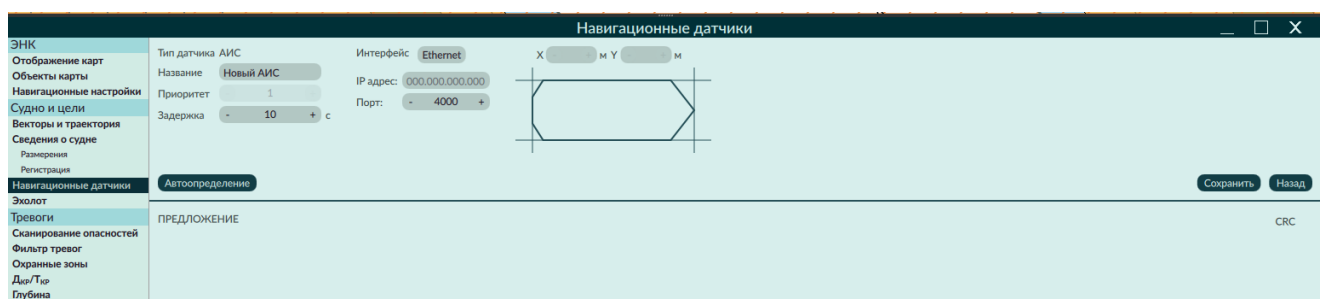 Навигационные датчики
X
ЭНК
Отображение карт
Объекты карты
Навигационные настройки
Судно и цели
Векторы и траектория
Сведения о судне
Размерения
Регистрация
Навигационные датчики
Эхолот
Тревоги
Сканирование опасностей
Фильтр тревог
Охранные зоны
Дкр/Ткр
Глубина
Тип датчика АИС
Название Новый АИС
Приоритет 1
Задержка - 10 + с
Интерфейс Ethernet
IP адрес: 000.000.000.000
Порт: - 4000 +
X м Y м
Автоопределение
Сохранить Назад
ПРЕДЛОЖЕНИЕ CRC